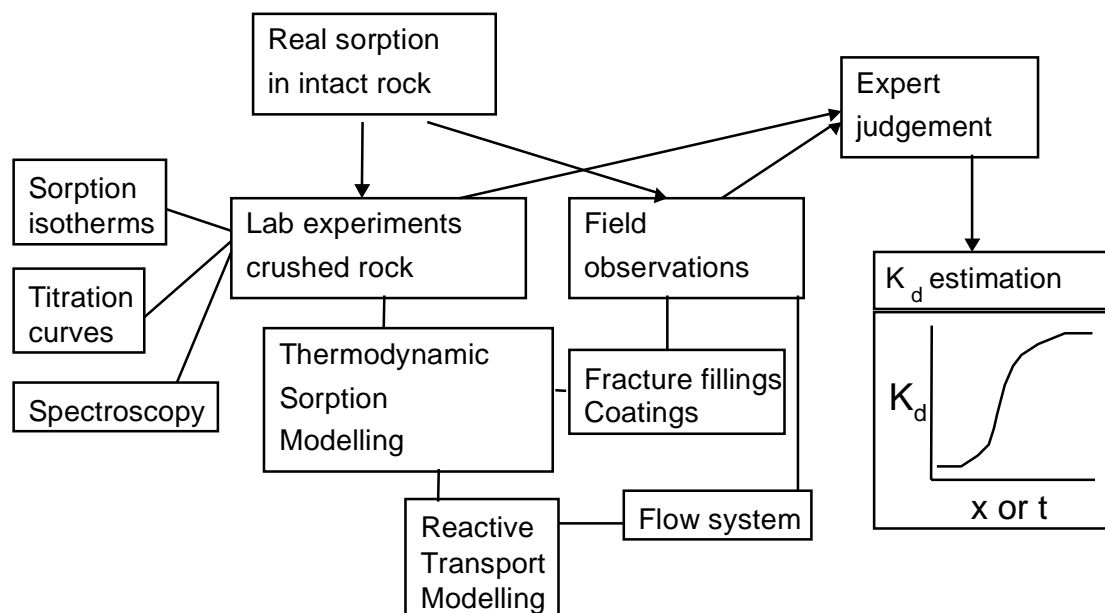 Real sorption
in intact rock
Expert
judgement
Sorption
isotherms
Lab experiments
crushed rock
Field
observations
Titration
curves
K d estimation
Thermodynamic
Sorption
Modelling
Fracture fillings
Coatings
Spectroscopy
Kd
x or t
Reactive
Transport
Modelling
Flow system